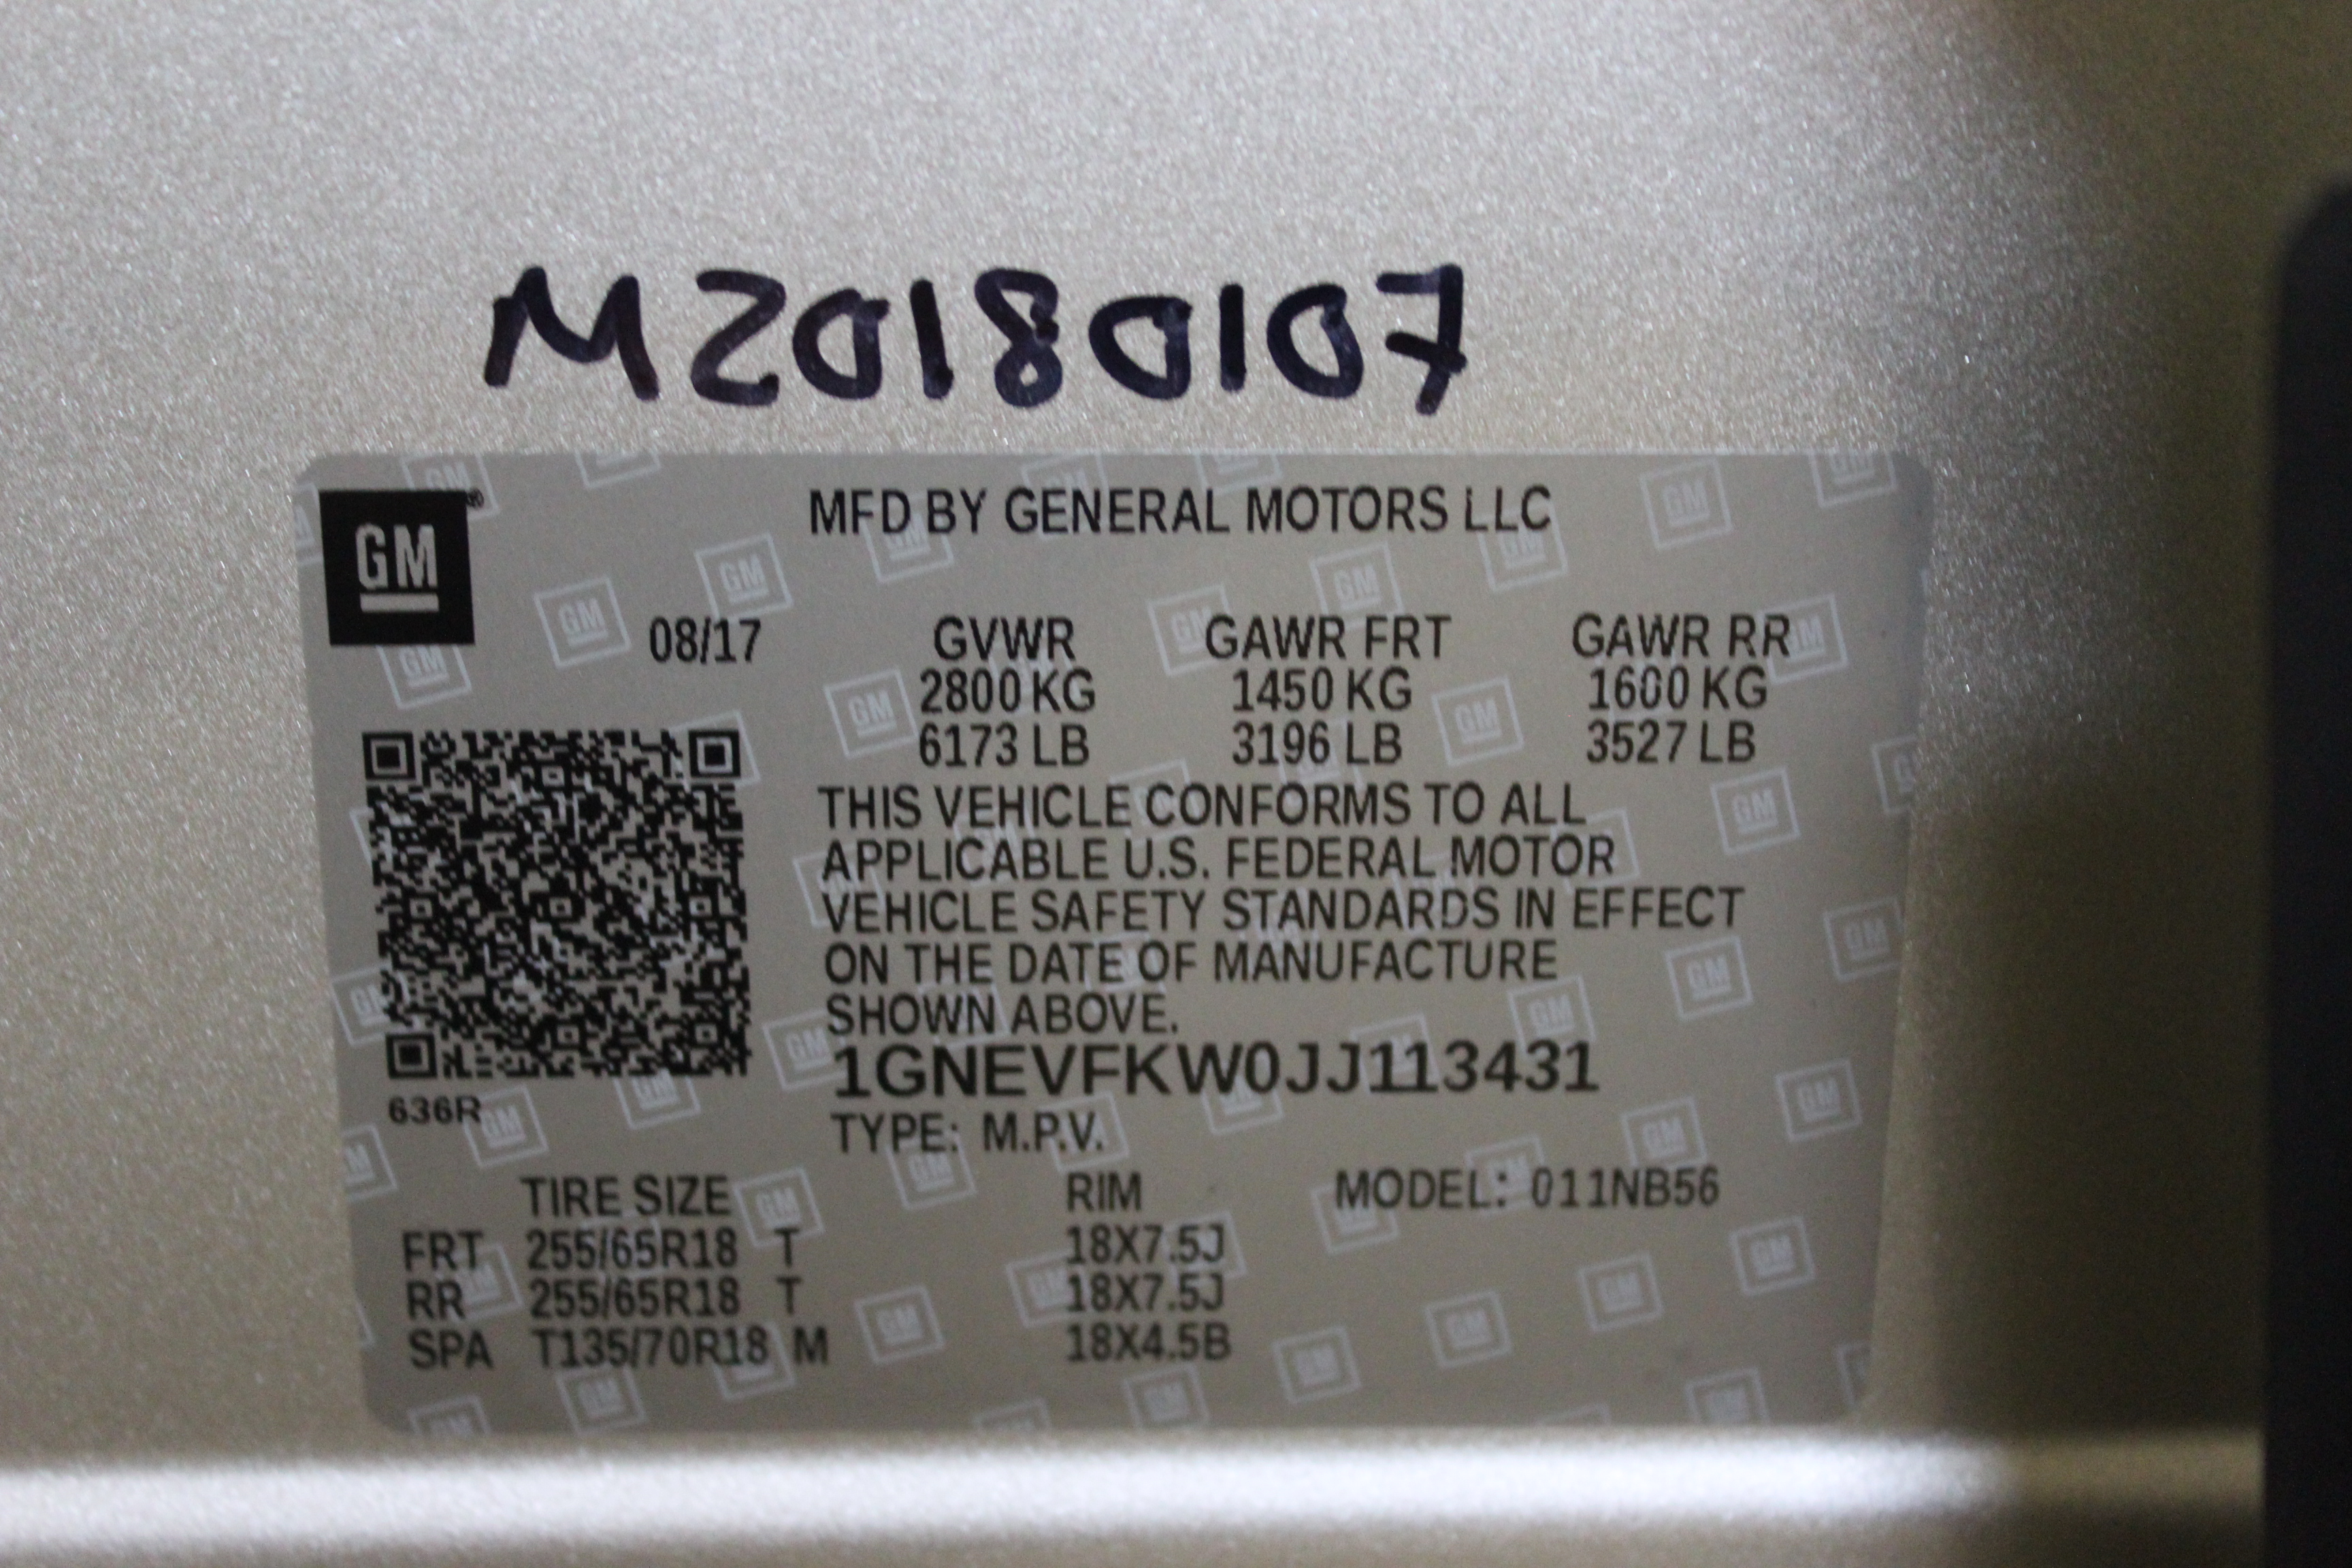 M20180107
GM®
MFD BY GENERAL MOTORS LLC
08/17 GVWR GAWR FRT GAWR RR
2800 KG 1450 KG 1600 KG
6173 LB 3196 LB 3527 LB
THIS VEHICLE CONFORMS TO ALL
APPLICABLE U.S. FEDERAL MOTOR
VEHICLE SAFETY STANDARDS IN EFFECT
ON THE DATE OF MANUFACTURE
SHOWN ABOVE.
1GNEVFKW0JJ113431
636R
TYPE: M.P.V.
TIRE SIZE RIM MODEL: 011NB56
FRT 255/65R18 T 18X7.5J
RR 255/65R18 T 18X7.5J
SPA T135/70R18 M 18X4.5B